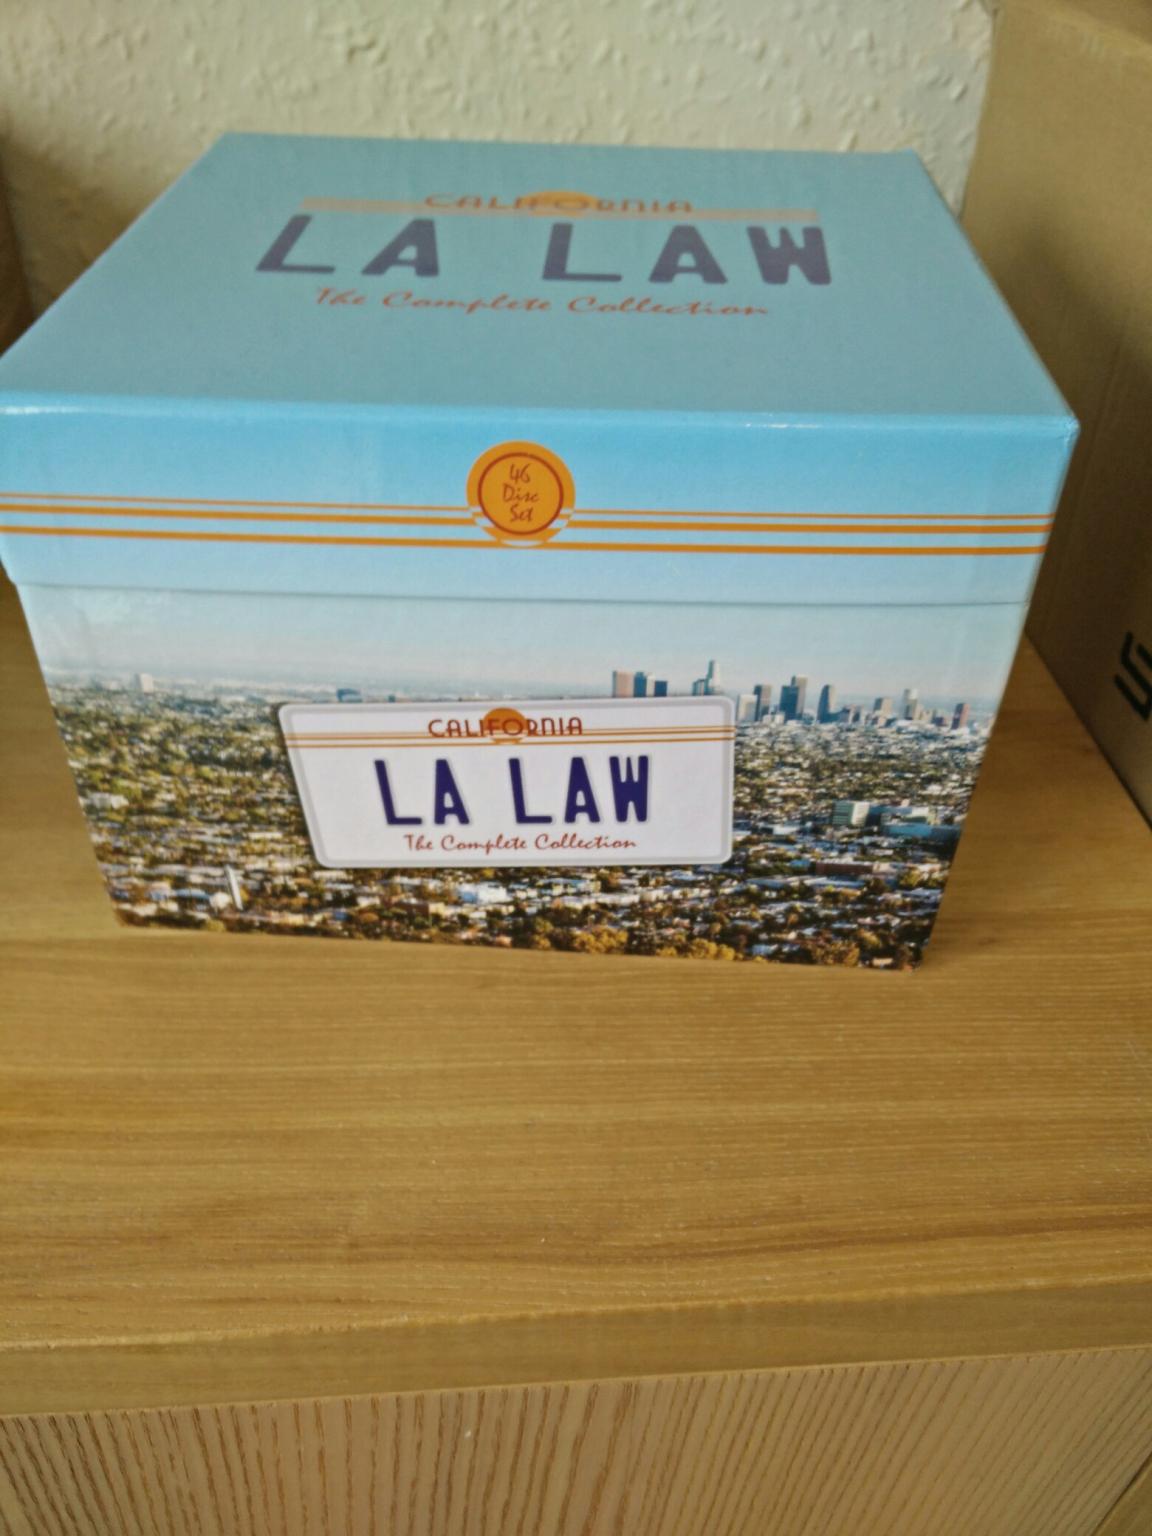 CALIFORNIA
LA LAW
The Complete Collection
46
Disc
Set
CALIFORNIA
LA LAW
The Complete Collection